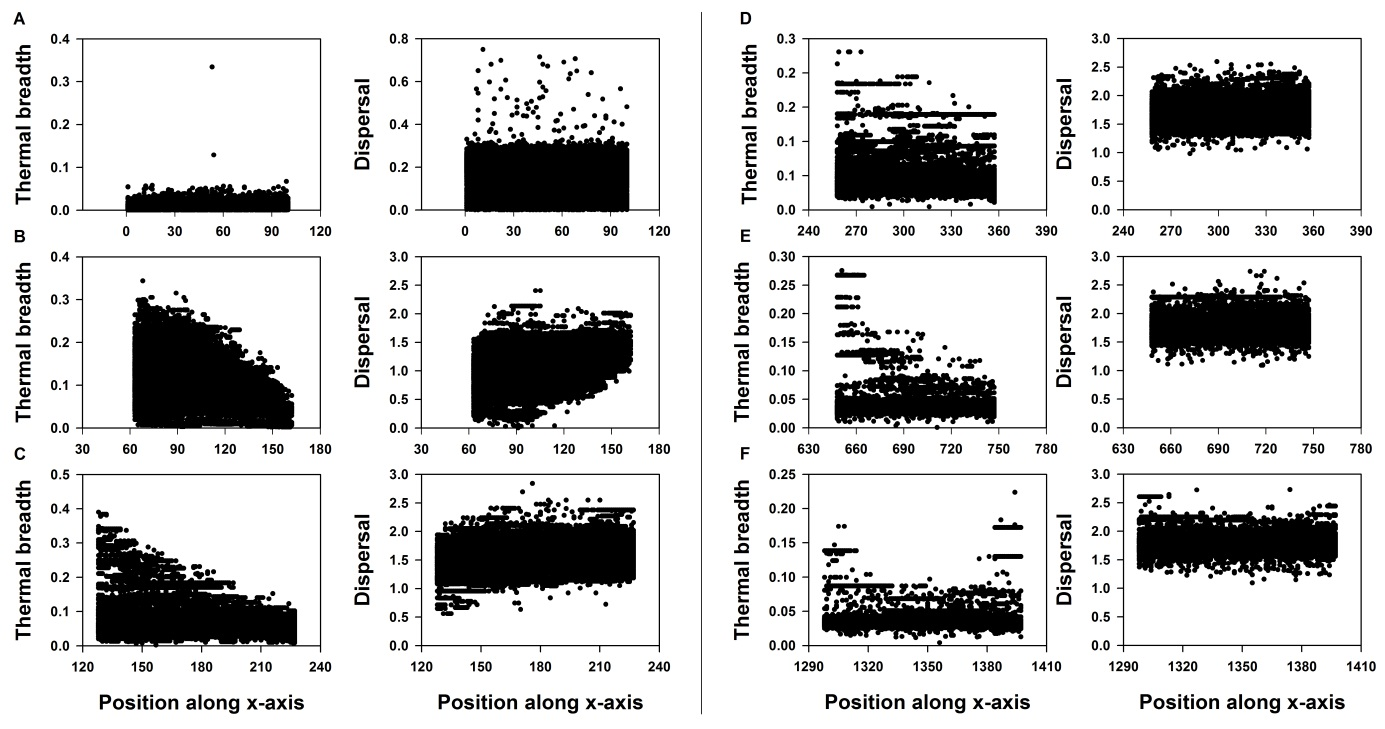 A
Thermal breadth
0.4
0.3
0.2
0.1
0.0
0 30 60 90 120
Dispersal
0.8
0.6
0.4
0.2
0.0
0 30 60 90 120
B
Thermal breadth
0.4
0.3
0.2
0.1
0.0
30 60 90 120 150 180
Dispersal
3.0
2.5
2.0
1.5
1.0
0.5
0.0
30 60 90 120 150 180
C
Thermal breadth
0.5
0.4
0.3
0.2
0.1
0.0
120 150 180 210 240
Position along x-axis
Dispersal
3.0
2.5
2.0
1.5
1.0
0.5
0.0
120 150 180 210 240
Position along x-axis
D
Thermal breadth
0.3
0.2
0.2
0.1
0.1
0.0
240 270 300 330 360 390
Dispersal
3.0
2.5
2.0
1.5
1.0
0.5
0.0
240 270 300 330 360 390
E
Thermal breadth
0.30
0.25
0.20
0.15
0.10
0.05
0.00
630 660 690 720 750 780
Dispersal
3.0
2.5
2.0
1.5
1.0
0.5
0.0
630 660 690 720 750 780
F
Thermal breadth
0.25
0.20
0.15
0.10
0.05
0.00
1290 1320 1350 1380 1410
Position along x-axis
Dispersal
3.0
2.5
2.0
1.5
1.0
0.5
0.0
1290 1320 1350 1380 1410
Position along x-axis